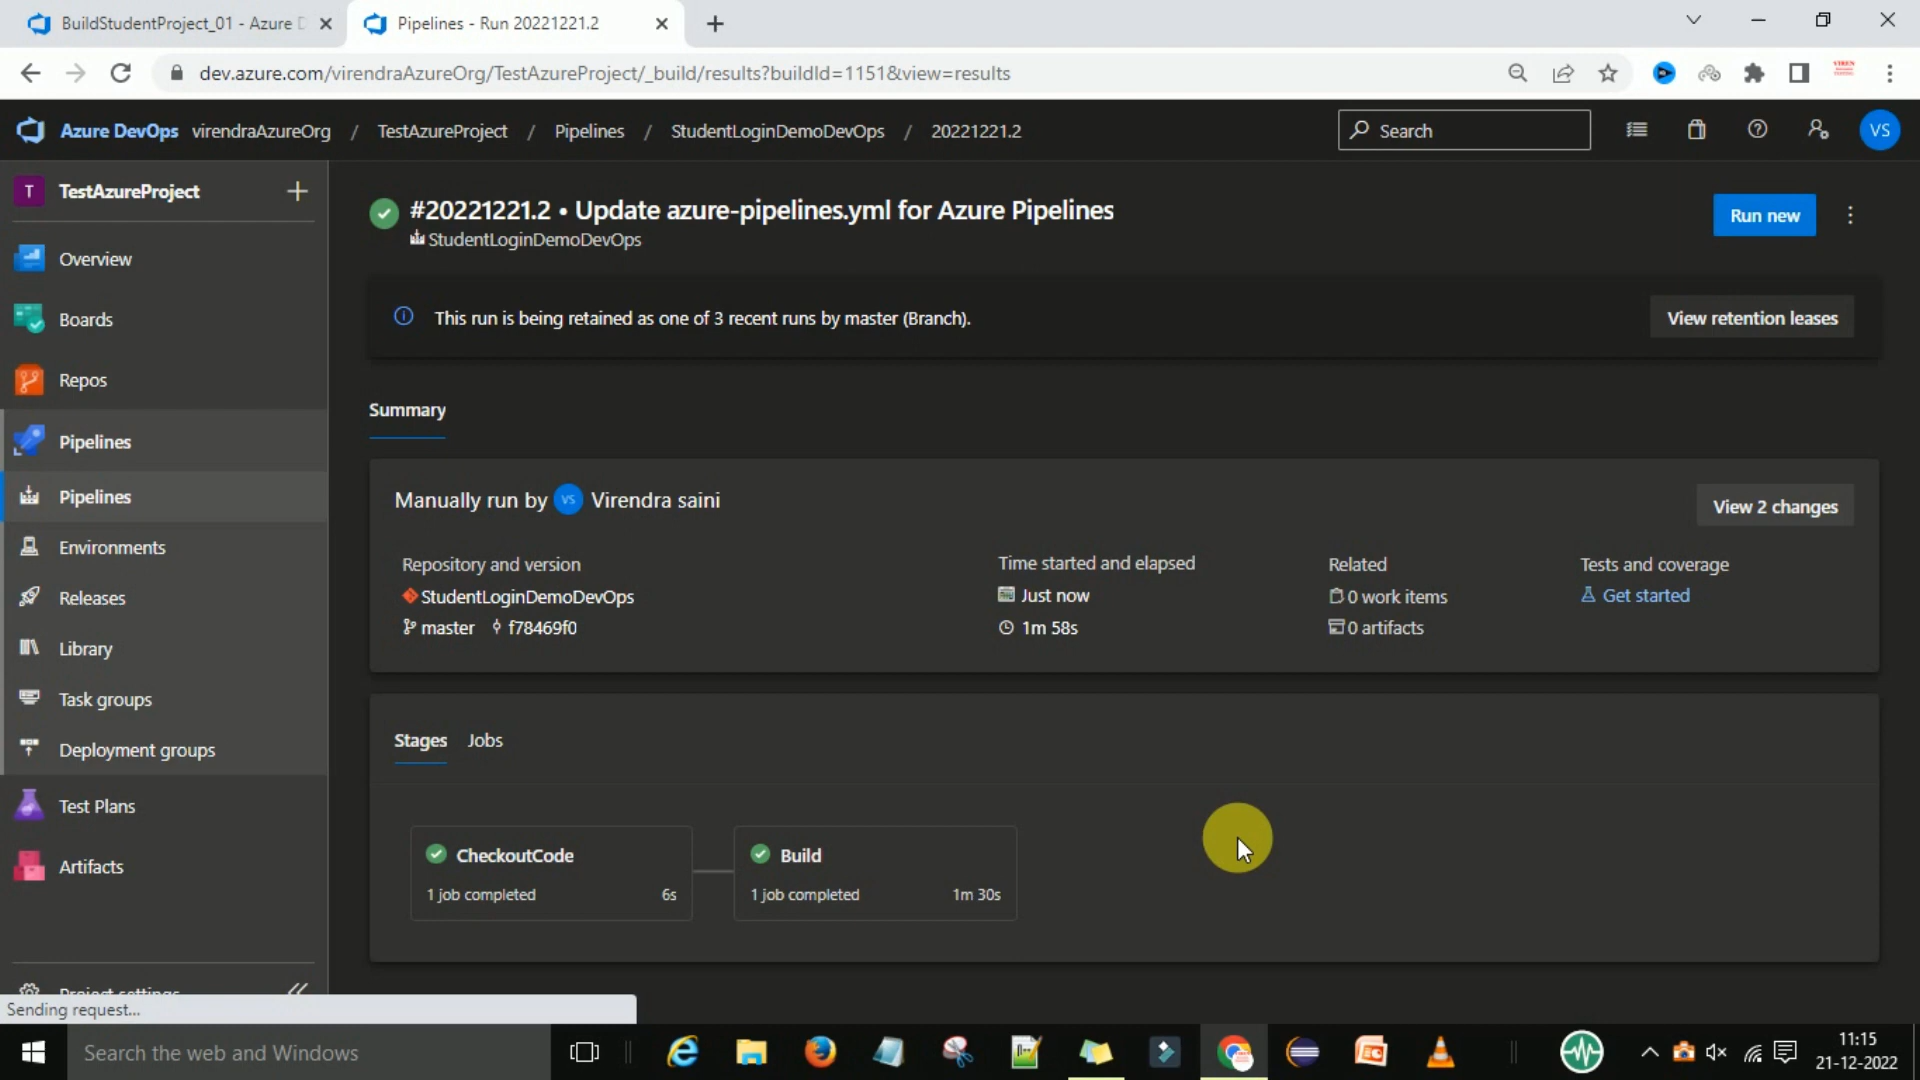 BuildStudentProject_01 - Azure D
Pipelines - Run 20221221.2
dev.azure.com/virendraAzureOrg/TestAzureProject/_build/results?buildId=1151&view=results
VIREN
Azure DevOps virendraAzureOrg / TestAzureProject / Pipelines / StudentLoginDemoDevOps / 20221221.2
Search
VS
T TestAzureProject
Overview
Boards
Repos
Pipelines
Pipelines
Environments
Releases
Library
Task groups
Deployment groups
Test Plans
Artifacts
Project settings
#20221221.2 • Update azure-pipelines.yml for Azure Pipelines
StudentLoginDemoDevOps
Run new
This run is being retained as one of 3 recent runs by master (Branch).
View retention leases
Summary
Manually run by VS Virendra saini
View 2 changes
Repository and version
StudentLoginDemoDevOps
master f78469f0
Time started and elapsed
Just now
1m 58s
Related
0 work items
0 artifacts
Tests and coverage
Get started
Stages Jobs
CheckoutCode
1 job completed 6s
Build
1 job completed 1m 30s
Sending request...
Search the web and Windows
11:15
21-12-2022